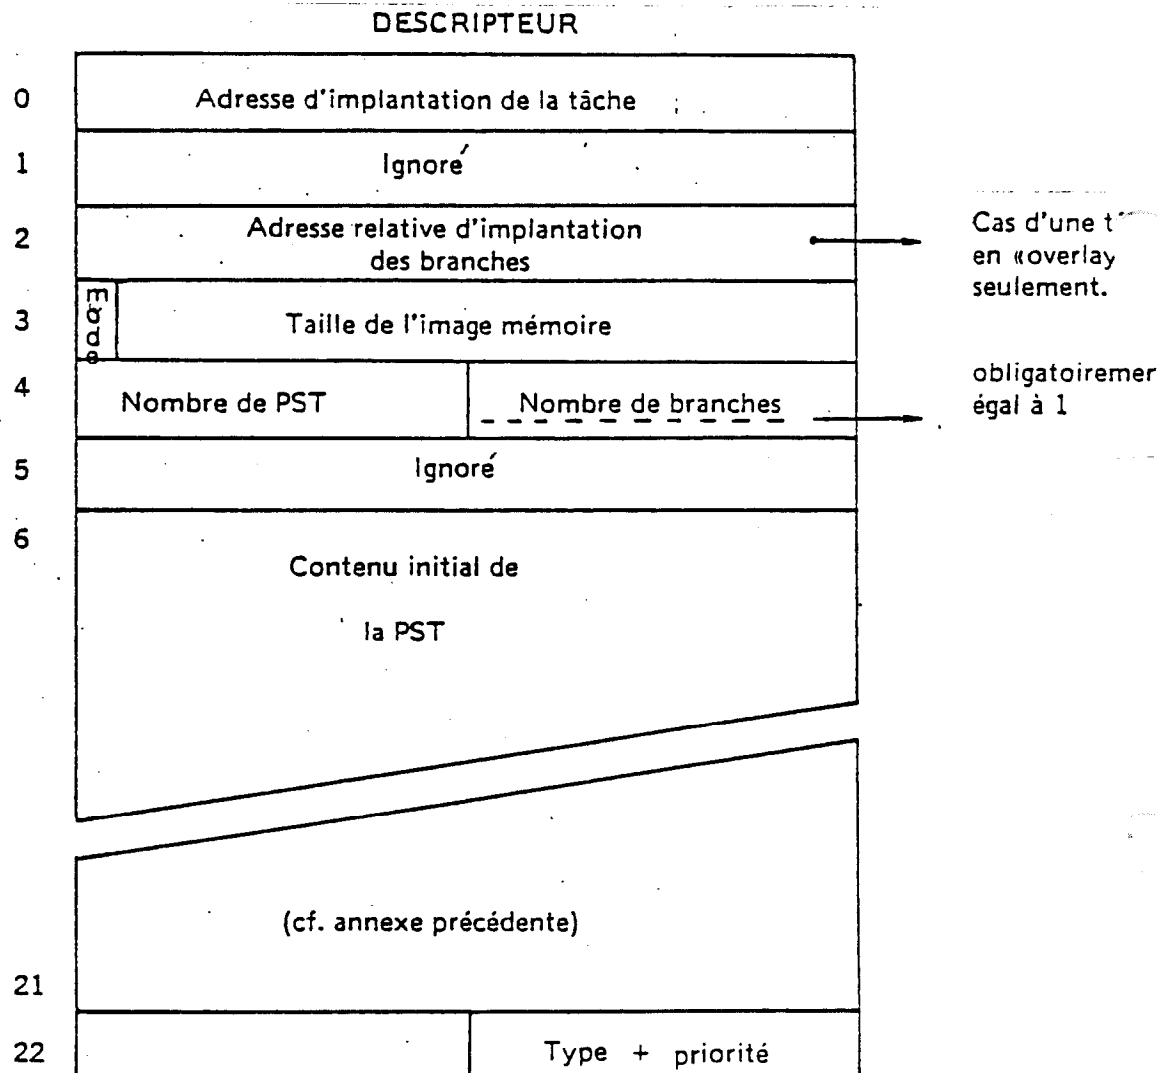 DESCRIPTEUR
0
Adresse d'implantation de la tâche
1
Ignoré
2
Adresse relative d'implantation
des branches
Cas d'une
en «overlay
seulement.
3
mode
Taille de l'image mémoire
4
Nombre de PST
Nombre de branches
égal à 1
5
Ignoré
6
Contenu initial de
la PST
(cf. annexe précédente)
21
22
Type + priorité